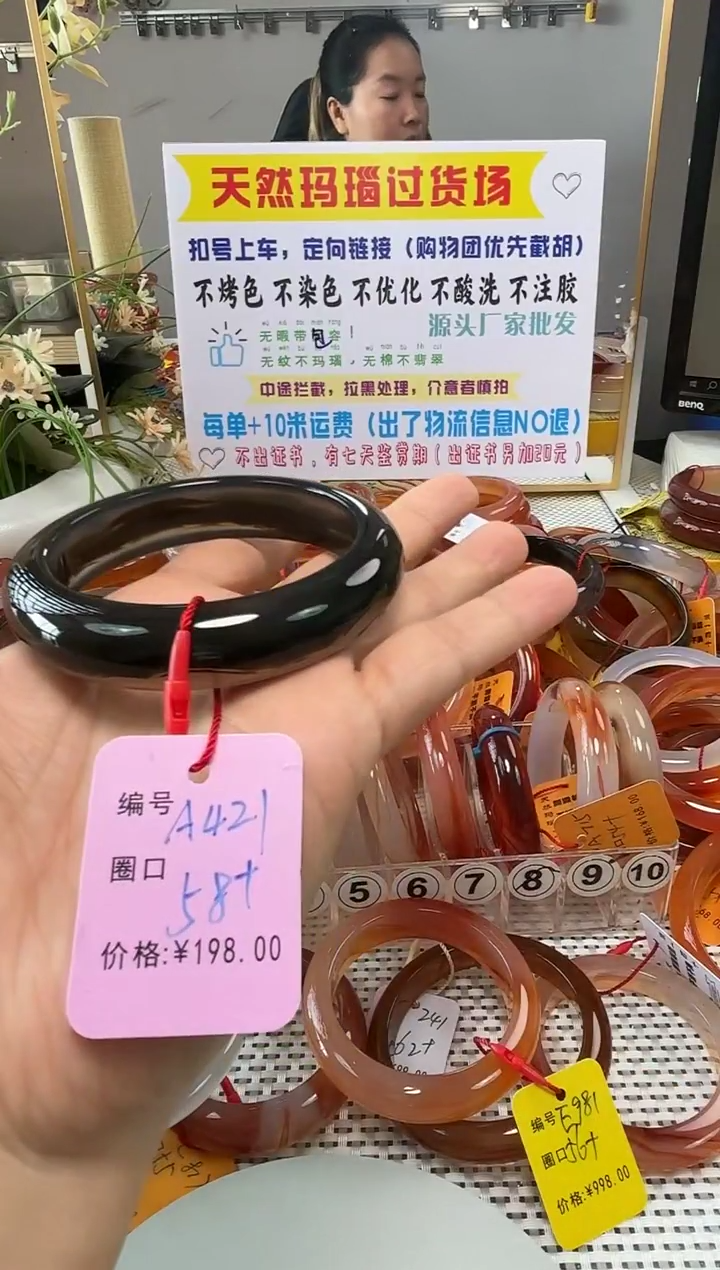 天然玛瑙过货场
扣号上车，定向链接（购物团优先截胡）
不烤色 不染色 不优化 不酸洗 不注胶
源头厂家批发
无暇带包容！
无纹不玛瑙，无棉不翡翠
中途拦截，拉黑处理，介意者慎拍
每单+10米运费（出了物流信息NO退）
不出证书，有七天鉴赏期（出证书另加20元）
BenQ
编号 A421
圈口 58+
价格:¥198.00
5 6 7 8 9 10
241
62+
编号 E981
圈口 56+
价格:¥998.00